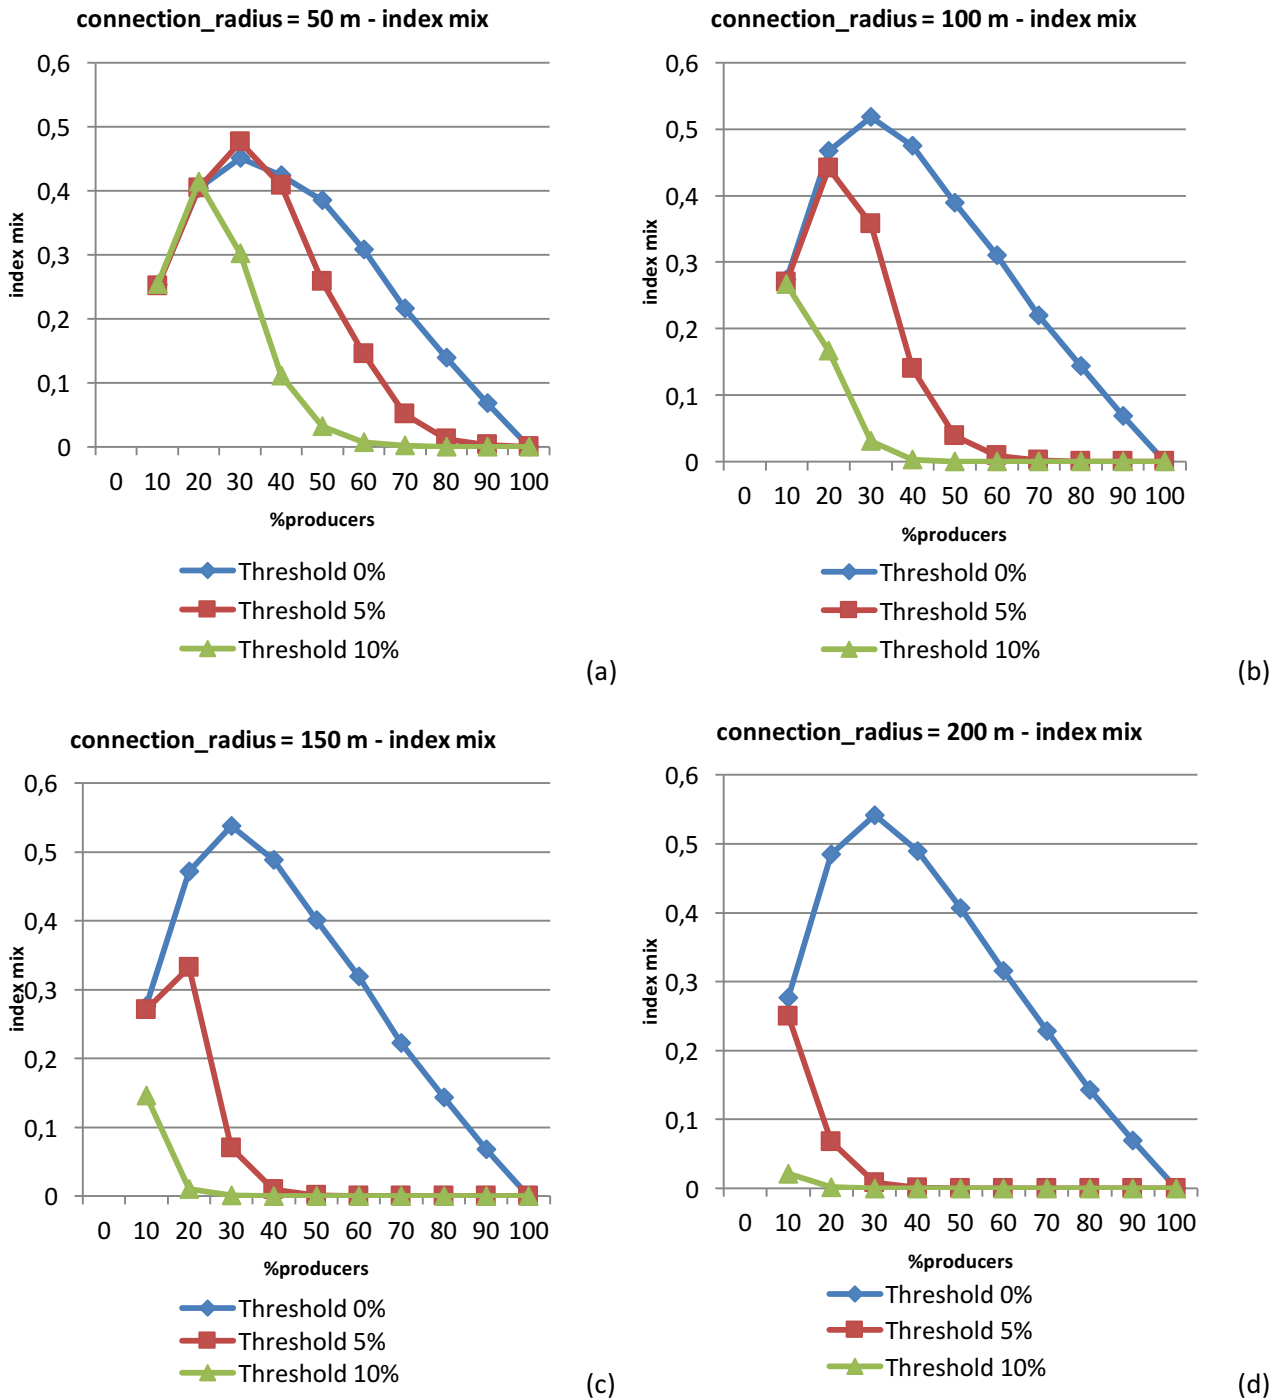 connection_radius = 50 m - index mix
0,6
0,5
0,4
0,3
0,2
0,1
0
index mix
0 10 20 30 40 50 60 70 80 90 100
%producers
Threshold 0%
Threshold 5%
Threshold 10%
(a)
connection_radius = 100 m - index mix
0,6
0,5
0,4
0,3
0,2
0,1
0
index mix
0 10 20 30 40 50 60 70 80 90 100
%producers
Threshold 0%
Threshold 5%
Threshold 10%
(b)
connection_radius = 150 m - index mix
0,6
0,5
0,4
0,3
0,2
0,1
0
index mix
0 10 20 30 40 50 60 70 80 90 100
%producers
Threshold 0%
Threshold 5%
Threshold 10%
(c)
connection_radius = 200 m - index mix
0,6
0,5
0,4
0,3
0,2
0,1
0
index mix
0 10 20 30 40 50 60 70 80 90 100
%producers
Threshold 0%
Threshold 5%
Threshold 10%
(d)